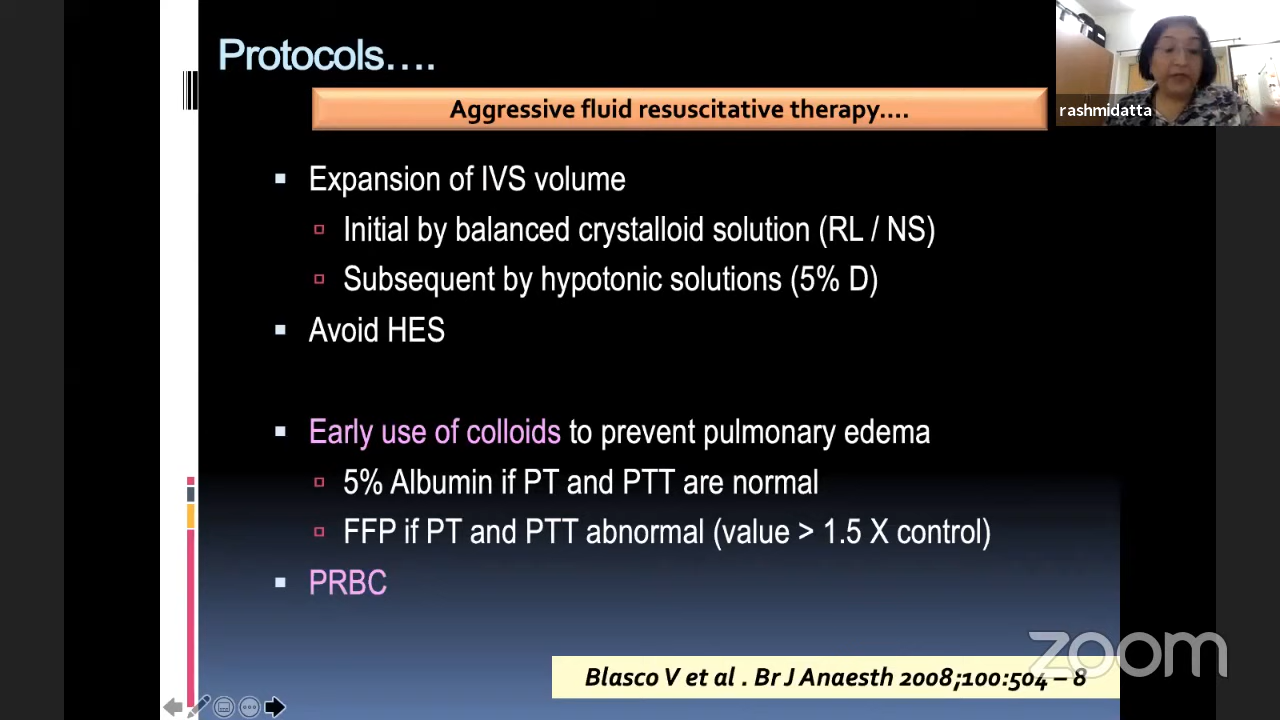 Protocols….
rashmidatta
Aggressive fluid resuscitative therapy….
Expansion of IVS volume
Initial by balanced crystalloid solution (RL / NS)
Subsequent by hypotonic solutions (5% D)
Avoid HES
Early use of colloids to prevent pulmonary edema
5% Albumin if PT and PTT are normal
FFP if PT and PTT abnormal (value > 1.5 X control)
PRBC
zoom
Blasco V et al . Br J Anaesth 2008;100:504 – 8